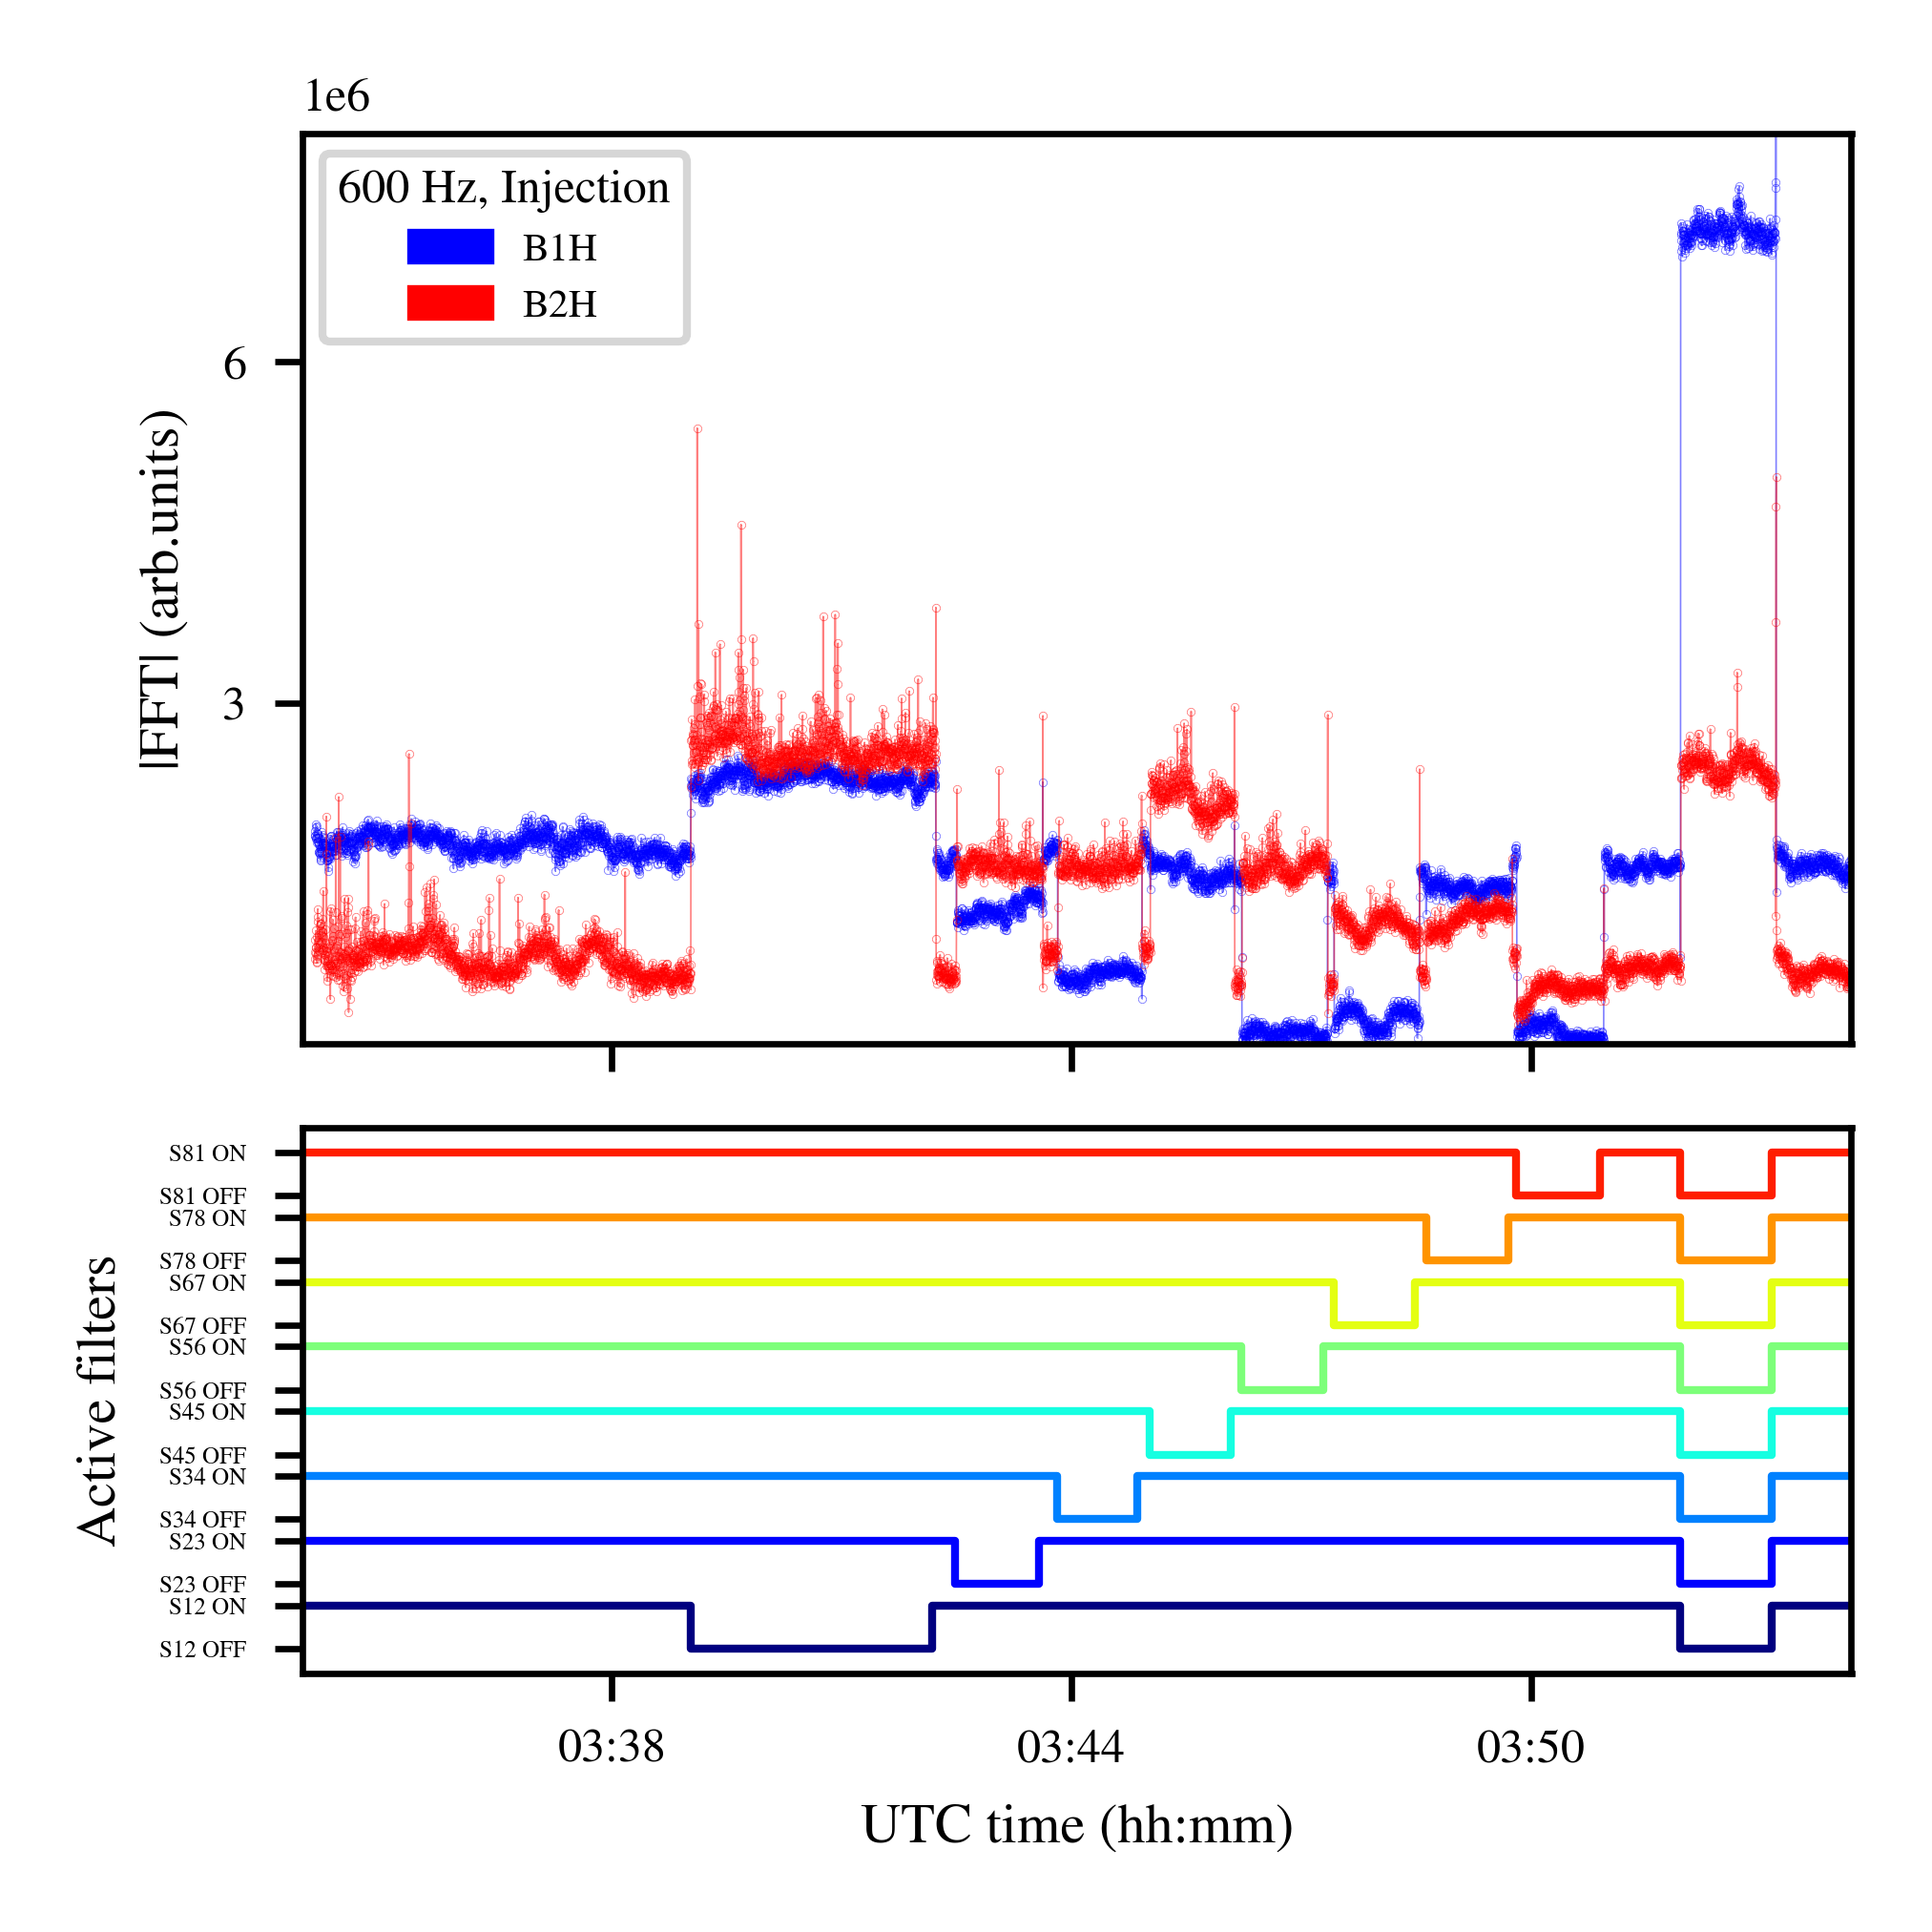 1e6
600 Hz, Injection
B1H
B2H
6
3
|FFT| (arb.units)
S81 ON
S81 OFF
S78 ON
S78 OFF
S67 ON
S67 OFF
S56 ON
S56 OFF
S45 ON
S45 OFF
S34 ON
S34 OFF
S23 ON
S23 OFF
S12 ON
S12 OFF
Active filters
03:38
03:44
03:50
UTC time (hh:mm)